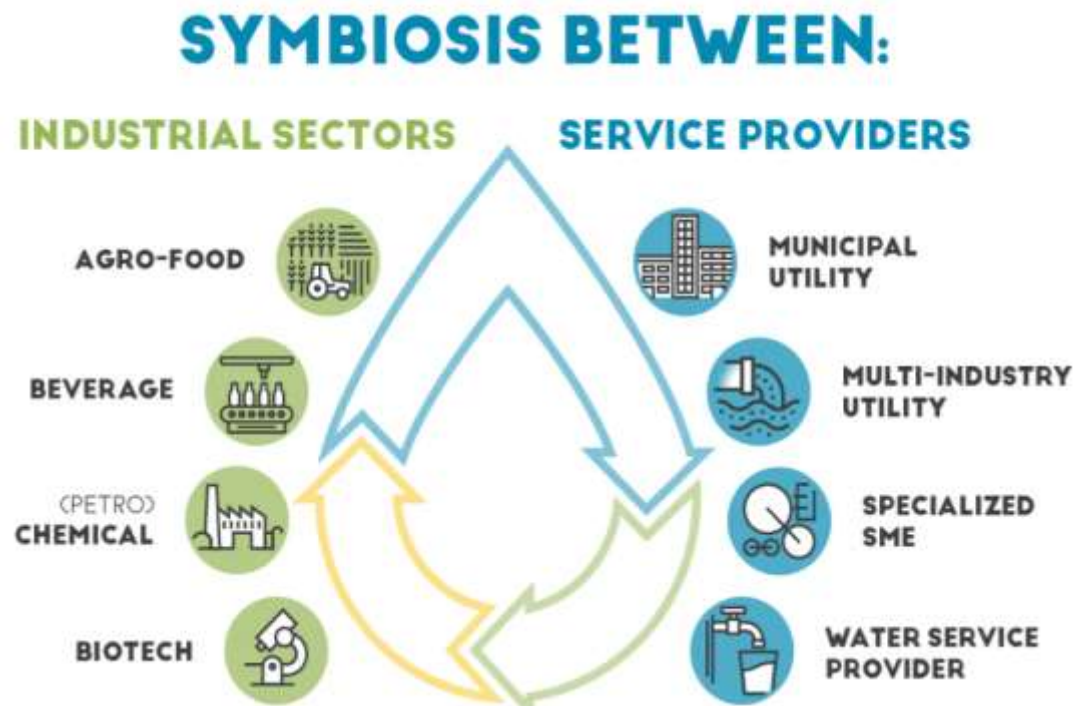 SYMBIOSIS BETWEEN:
INDUSTRIAL SECTORS
AGRO-FOOD
BEVERAGE
(PETRO)
CHEMICAL
BIOTECH
SERVICE PROVIDERS
MUNICIPAL
UTILITY
MULTI-INDUSTRY
UTILITY
SPECIALIZED
SME
WATER SERVICE
PROVIDER